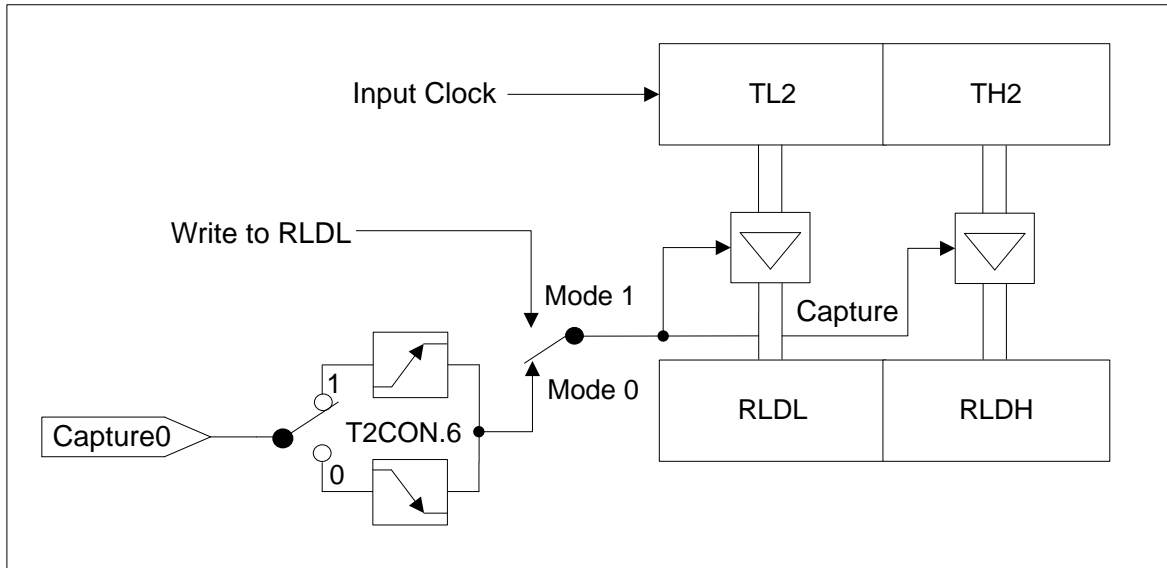 Input Clock
TL2
TH2
Write to RLDL
Mode 1
Capture
1
Mode 0
RLDL
RLDH
Capture0
T2CON.6
0